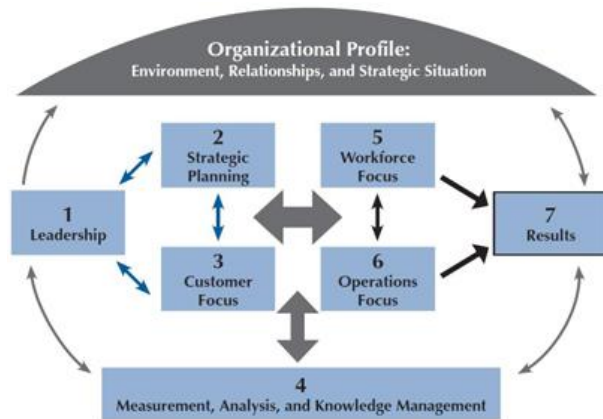 Organizational Profile:
Environment, Relationships, and Strategic Situation
2
Strategic
Planning
5
Workforce
Focus
1
Leadership
7
Results
3
Customer
Focus
6
Operations
Focus
4
Measurement, Analysis, and Knowledge Management